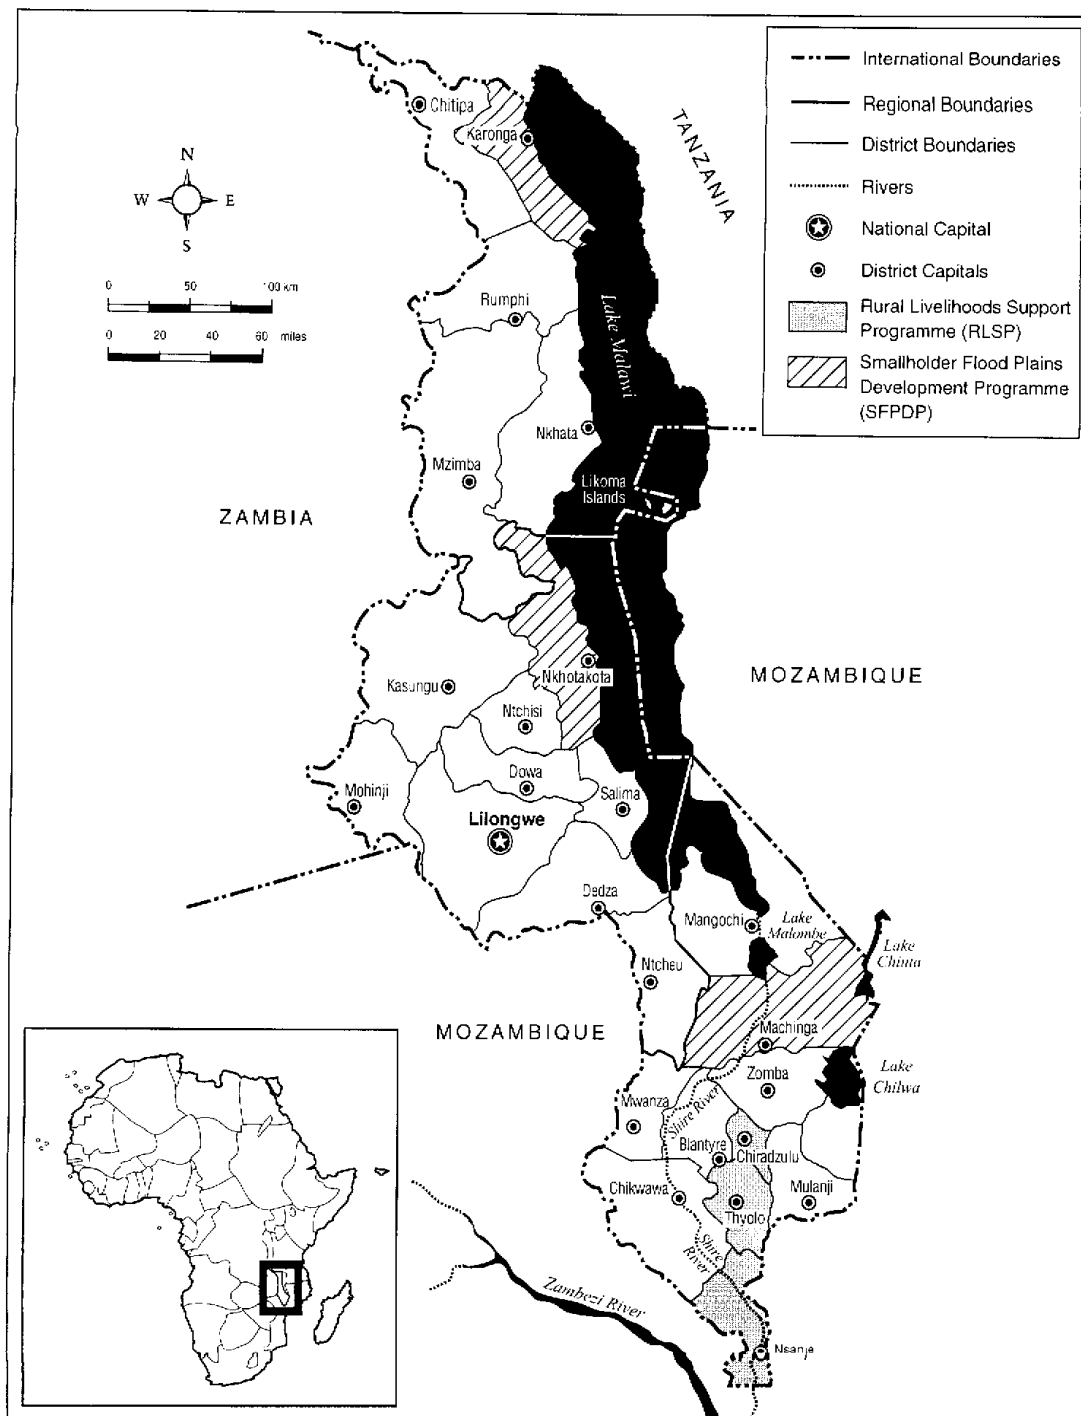 International Boundaries
Regional Boundaries
District Boundaries
Rivers
National Capital
District Capitals
Rural Livelihoods Support
Programme (RLSP)
Smallholder Flood Plains
Development Programme
(SFPDP)
N
W E
S
0 50 100 km
0 20 40 60 miles
Chitipa
Karonga
TANZANIA
Rumphi
Lake Malawi
Nkhata
Mzimba
Likoma
Islands
ZAMBIA
Nkhotakota
MOZAMBIQUE
Kasungu
Ntchisi
Dowa
Mohinji
Salima
Lilongwe
Dedza
Mangochi
Lake
Malombe
Lake
Chiuta
Ntcheu
MOZAMBIQUE
Machinga
Zomba
Lake
Chilwa
Mwanza
Shire River
Blantyre
Chiradzulu
Chikwawa
Thyolo
Mulanji
Shire
River
Zambezi River
Nsanje